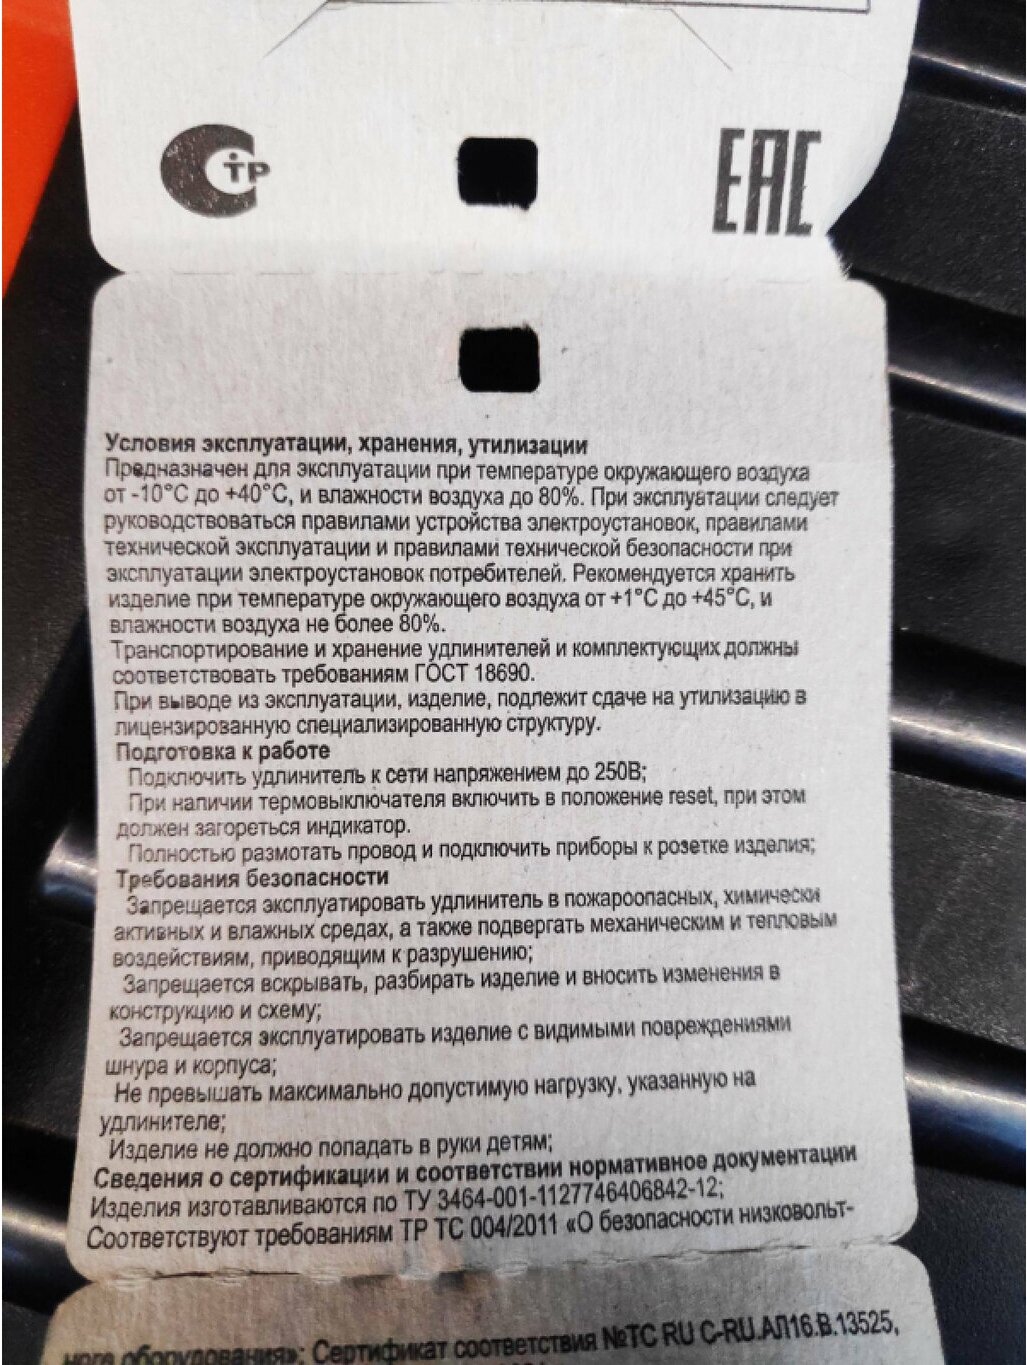 ТР
ЕАС
Условия эксплуатации, хранения, утилизации
Предназначен для эксплуатации при температуре окружающего воздуха
от -10°С до +40°С, и влажности воздуха до 80%. При эксплуатации следует
руководствоваться правилами устройства электроустановок, правилами
технической эксплуатации и правилами технической безопасности при
эксплуатации электроустановок потребителей. Рекомендуется хранить
изделие при температуре окружающего воздуха от +1°С до +45°С, и
влажности воздуха не более 80%.
Транспортирование и хранение удлинителей и комплектующих должны
соответствовать требованиям ГОСТ 18690.
При выводе из эксплуатации, изделие, подлежит сдаче на утилизацию в
лицензированную специализированную структуру.
Подготовка к работе
Подключить удлинитель к сети напряжением до 250В;
При наличии термовыключателя включить в положение reset, при этом
должен загореться индикатор.
Полностью размотать провод и подключить приборы к розетке изделия;
Требования безопасности
Запрещается эксплуатировать удлинитель в пожароопасных, химически
активных и влажных средах, а также подвергать механическим и тепловым
воздействиям, приводящим к разрушению;
Запрещается вскрывать, разбирать изделие и вносить изменения в
конструкцию и схему;
Запрещается эксплуатировать изделие с видимыми повреждениями
шнура и корпуса;
Не превышать максимально допустимую нагрузку, указанную на
удлинителе;
Изделие не должно попадать в руки детям;
Сведения о сертификации и соответствии нормативное документации
Изделия изготавливаются по ТУ 3464-001-1127746406842-12;
Соответствуют требованиям ТР ТС 004/2011 «О безопасности низковольт-
ного оборудования»; Сертификат соответствия №ТС RU C-RU.АЛ16.В.13525,